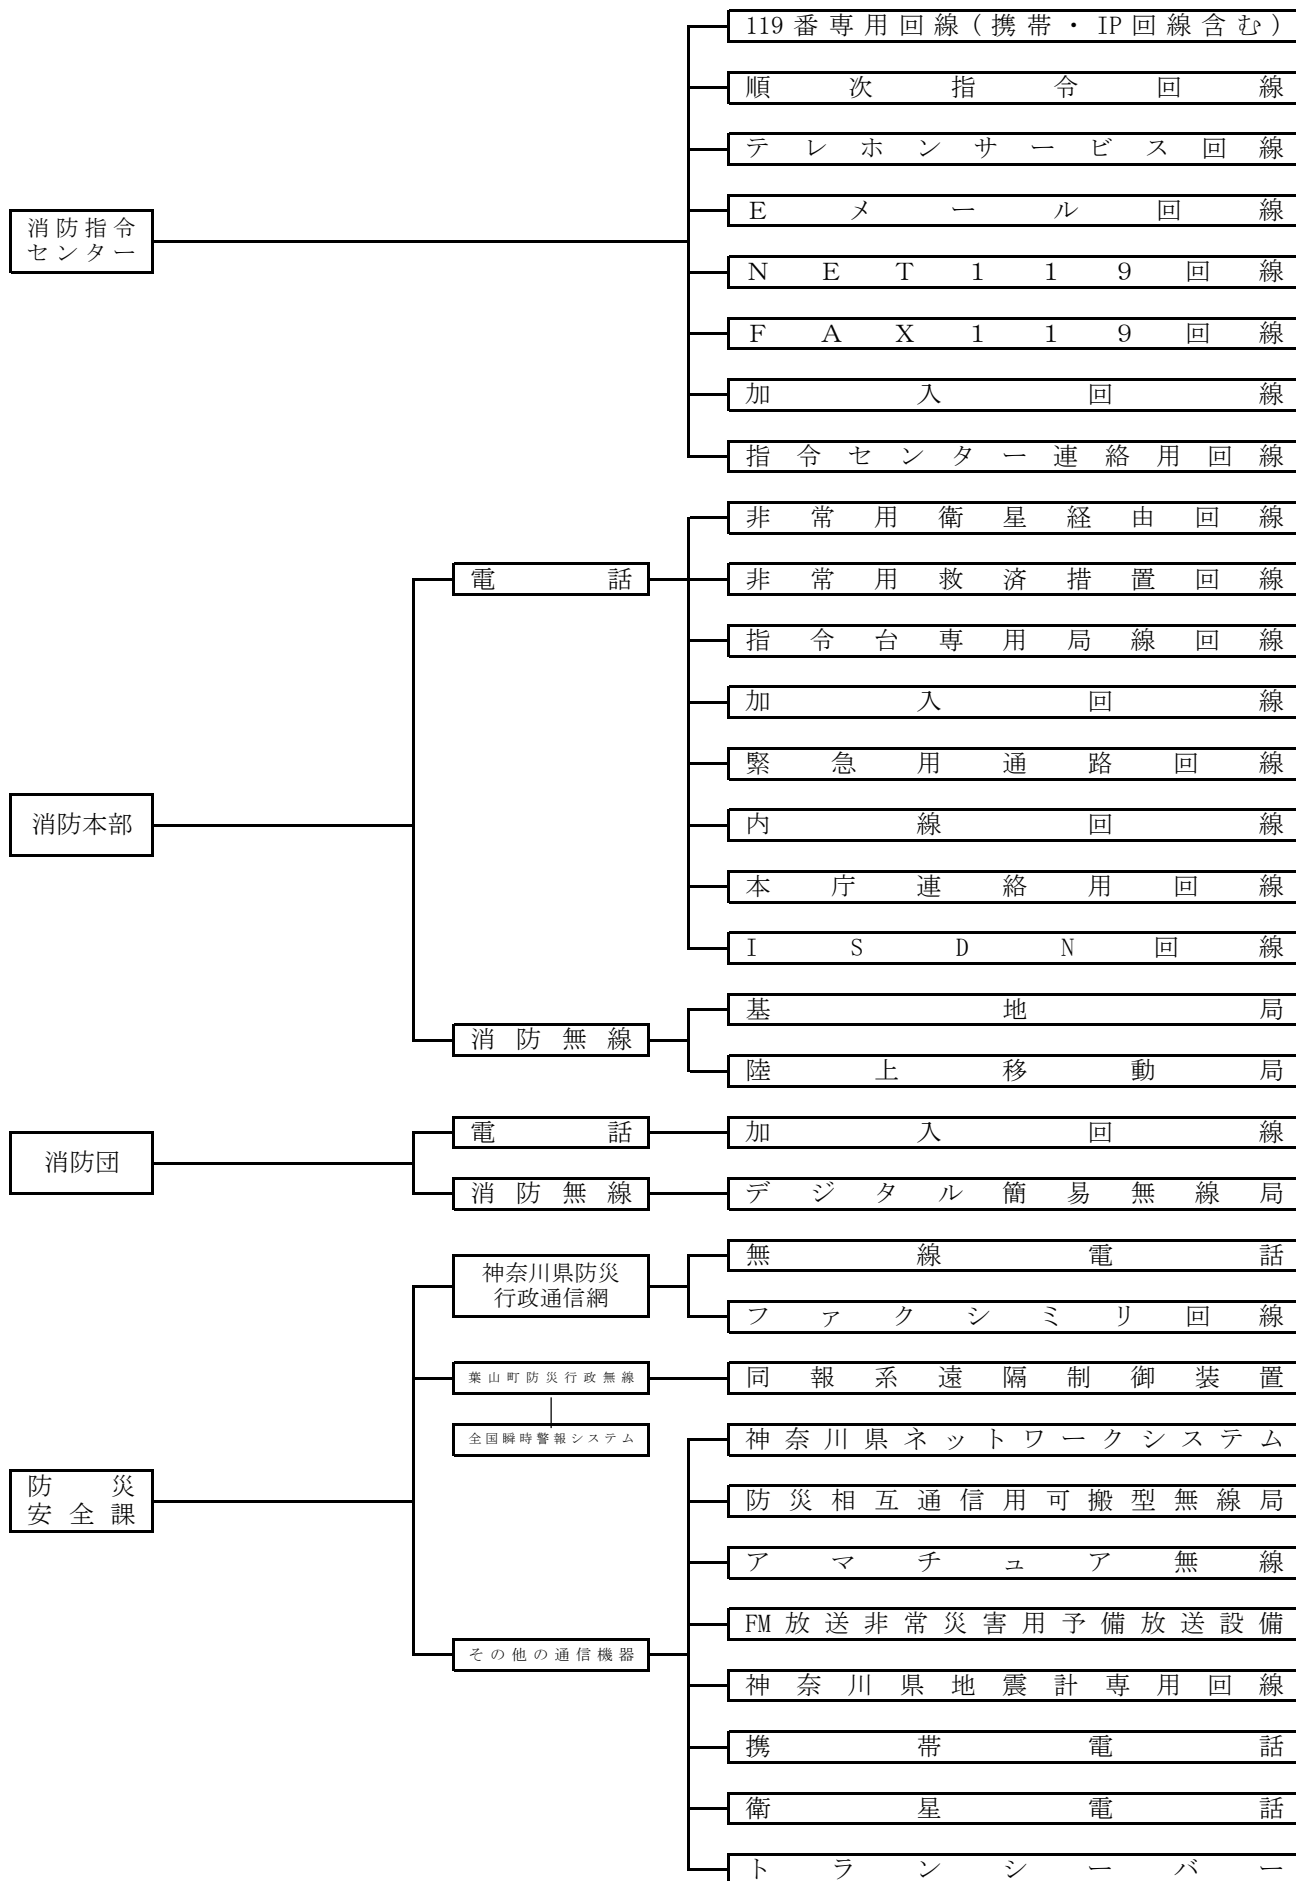 119番専用回線(携帯・IP回線含む)
順次指令回線
テレホンサービス回線
消防指令
センター
Eメール回線
NET119回線
FAX119回線
加入回線
指令センター連絡用回線
非常用衛星経由回線
電話
非常用救済措置回線
指令台専用局線回線
加入回線
緊急用通路回線
消防本部
内線回線
本庁連絡用回線
ISDN回線
基地局
消防無線
陸上移動局
消防団
電話
加入回線
消防無線
デジタル簡易無線局
神奈川県防災
行政通信網
無線電話
ファクシミリ回線
葉山町防災行政無線
同報系遠隔制御装置
全国瞬時警報システム
神奈川県ネットワークシステム
防災
安全課
防災相互通信用可搬型無線局
アマチュア無線
FM放送非常災害用予備放送設備
その他の通信機器
神奈川県地震計専用回線
携帯電話
衛星電話
トランシーバー